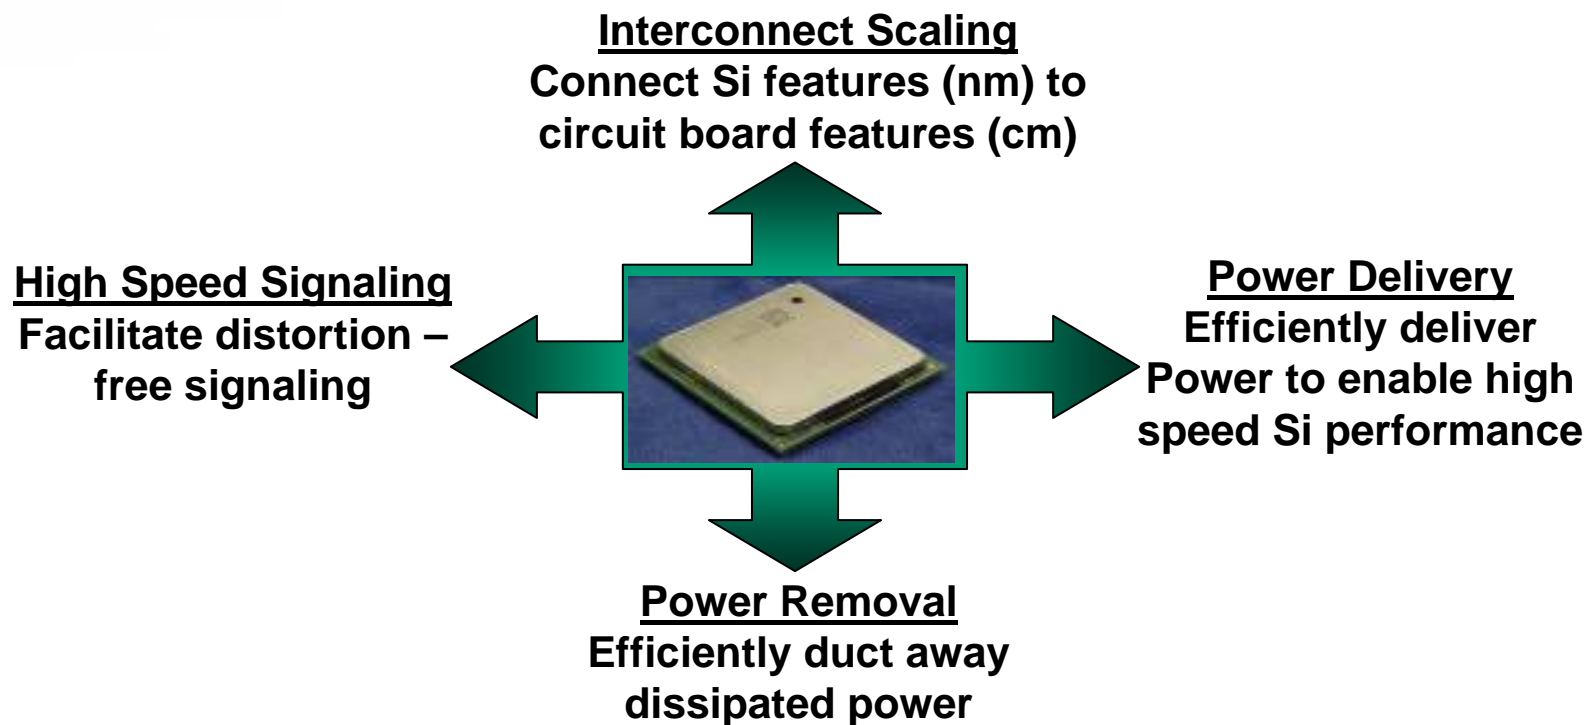 Interconnect Scaling
Connect Si features (nm) to
circuit board features (cm)
High Speed Signaling
Facilitate distortion –
free signaling
Power Delivery
Efficiently deliver
Power to enable high
speed Si performance
Power Removal
Efficiently duct away
dissipated power